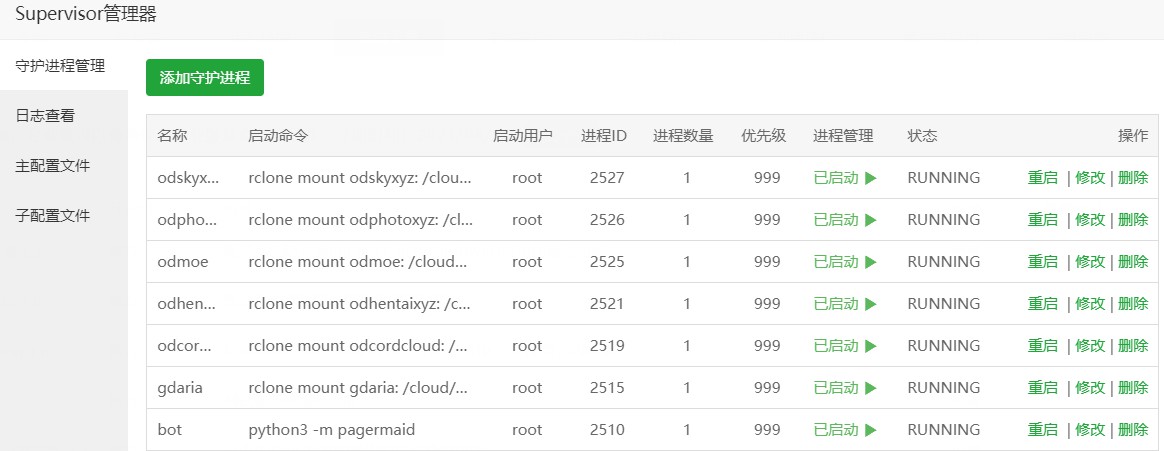 Supervisor管理器
守护进程管理
日志查看
主配置文件
子配置文件
添加守护进程
名称 启动命令 启动用户 进程ID 进程数量 优先级 进程管理 状态 操作
odskyx... rclone mount odskyxyz: /clou... root 2527 1 999 已启动 RUNNING 重启 | 修改 | 删除
odpho... rclone mount odphotoxyz: /cl... root 2526 1 999 已启动 RUNNING 重启 | 修改 | 删除
odmoe rclone mount odmoe: /cloud... root 2525 1 999 已启动 RUNNING 重启 | 修改 | 删除
odhen... rclone mount odhentaixyz: /c... root 2521 1 999 已启动 RUNNING 重启 | 修改 | 删除
odcor... rclone mount odcordcloud: /... root 2519 1 999 已启动 RUNNING 重启 | 修改 | 删除
gdaria rclone mount gdaria: /cloud/... root 2515 1 999 已启动 RUNNING 重启 | 修改 | 删除
bot python3 -m pagermaid root 2510 1 999 已启动 RUNNING 重启 | 修改 | 删除